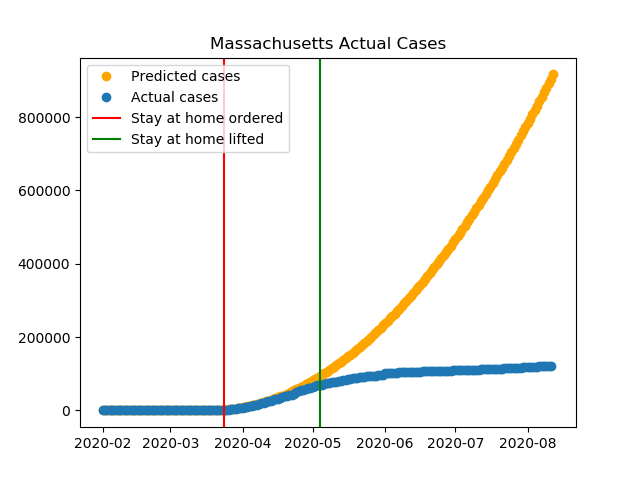 Massachusetts Actual Cases
Predicted cases
Actual cases
Stay at home ordered
Stay at home lifted
800000
600000
400000
200000
0
2020-02 2020-03 2020-04 2020-05 2020-06 2020-07 2020-08